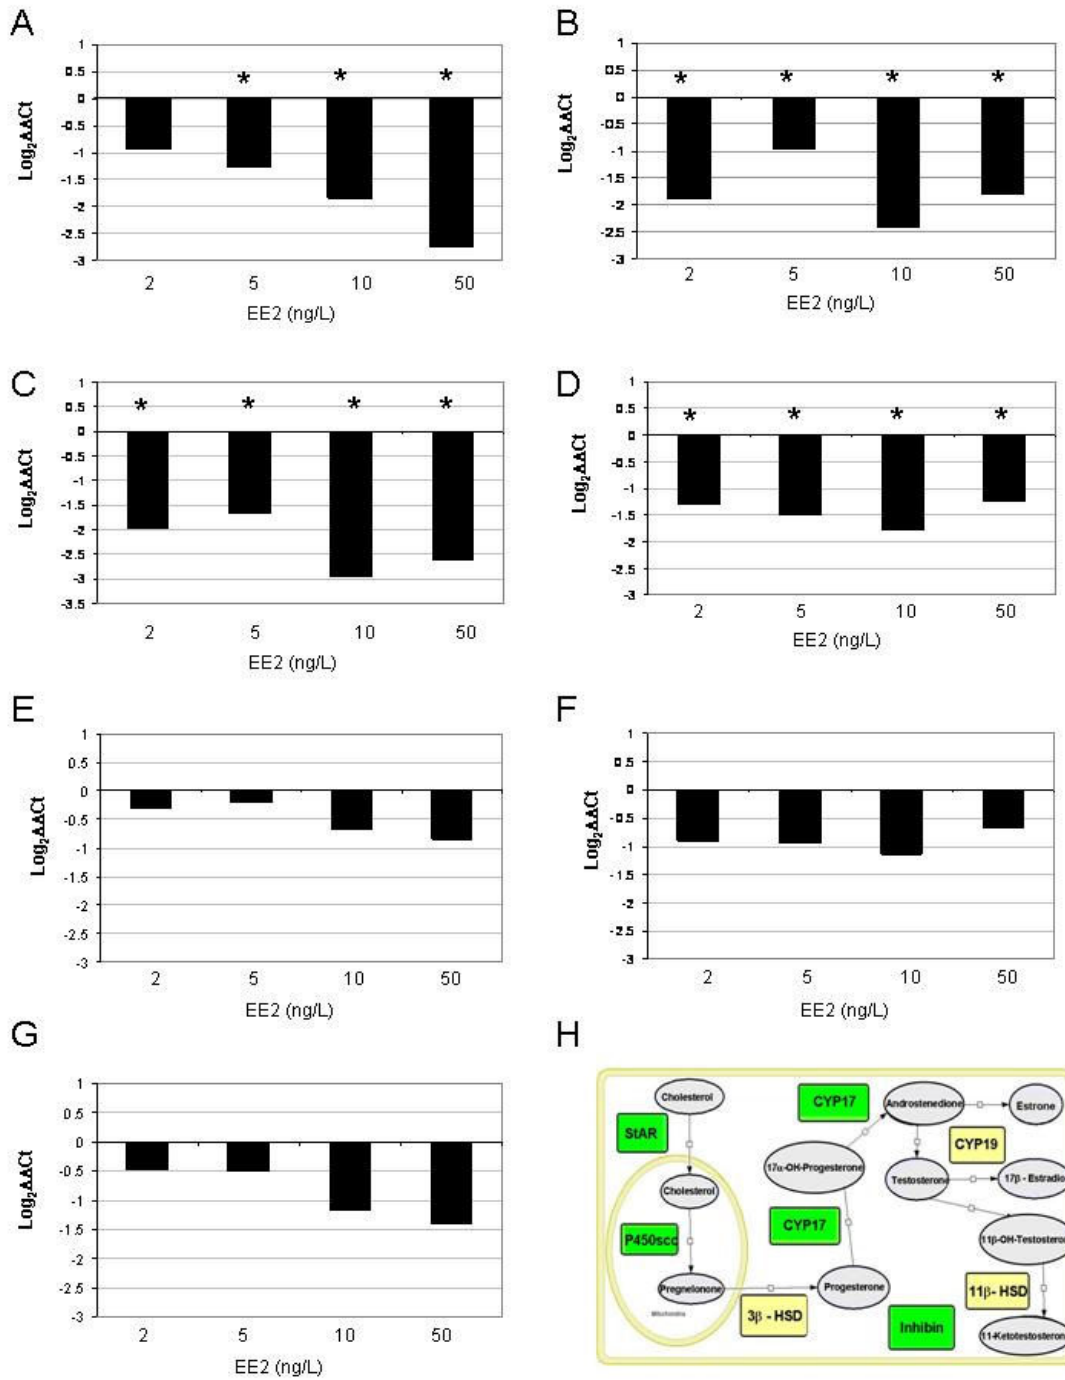 A
1
0.5
0
-0.5
-1
-1.5
-2
-2.5
-3
Log₂ΔΔCt
* * *
2 5 10 50
EE2 (ng/L)
B
1
0.5
0
-0.5
-1
-1.5
-2
-2.5
-3
Log₂ΔΔCt
* * * *
2 5 10 50
EE2 (ng/L)
C
1
0.5
0
-0.5
-1
-1.5
-2
-2.5
-3
-3.5
Log₂ΔΔCt
* * * *
2 5 10 50
EE2 (ng/L)
D
1
0.5
0
-0.5
-1
-1.5
-2
-2.5
-3
Log₂ΔΔCt
* * * *
2 5 10 50
EE2 (ng/L)
E
1
0.5
0
-0.5
-1
-1.5
-2
-2.5
-3
Log₂ΔΔCt
2 5 10 50
EE2 (ng/L)
F
1
0.5
0
-0.5
-1
-1.5
-2
-2.5
-3
Log₂ΔΔCt
2 5 10 50
EE2 (ng/L)
G
1
0.5
0
-0.5
-1
-1.5
-2
-2.5
-3
Log₂ΔΔCt
2 5 10 50
EE2 (ng/L)
H
Cholesterol
StAR
Cholesterol
P450scc
Pregnelonone
Mitochondria
3β - HSD
Progesterone
CYP17
17α-OH-Progesterone
CYP17
Androstenedione
Estrone
CYP19
Testosterone
17β - Estradio
11β-OH-Testosteron
11β- HSD
11-Ketotestosteron
Inhibin